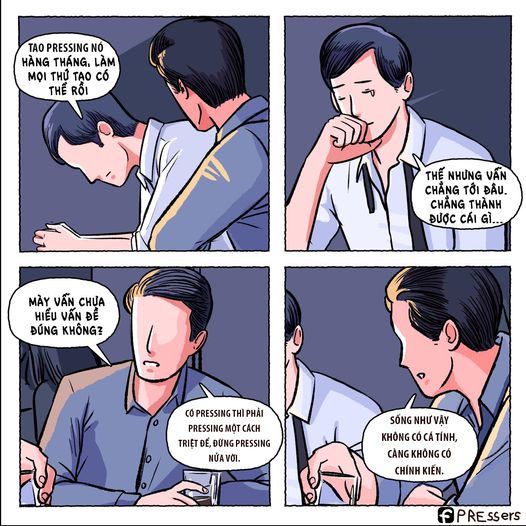 TAO PRESSING NÓ
HÀNG THÁNG, LÀM
MỌI THỨ TAO CÓ
THỂ RỒI
THẾ NHƯNG VẪN
CHẲNG TỚI ĐÂU.
CHẲNG THÀNH
ĐƯỢC CÁI GÌ...
MÀY VẪN CHƯA
HIỂU VẤN ĐỀ
ĐÚNG KHÔNG?
CÓ PRESSING THÌ PHẢI
PRESSING MỘT CÁCH
TRIỆT ĐỂ, ĐỪNG PRESSING
NỬA VỜI.
SỐNG NHƯ VẬY
KHÔNG CÓ CÁ TÍNH,
CÀNG KHÔNG CÓ
CHÍNH KIẾN.
f PRESSers